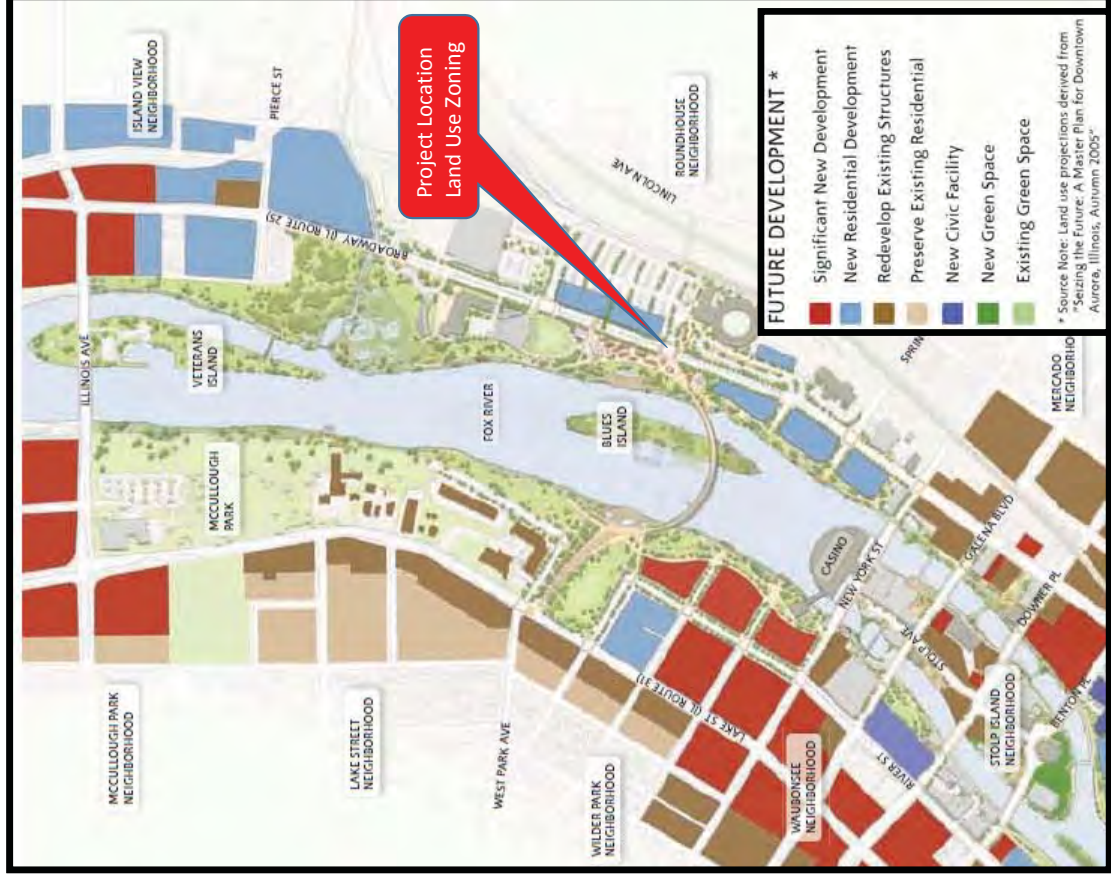 ISLAND VIEW
NEIGHBORHOOD
PIERCE ST
BROADWAY (IL ROUTE 25)
Project Location
Land Use Zoning
ROUNDHOUSE
NEIGHBORHOOD
LINCOLN AVE
ILLINOIS AVE
VETERANS
ISLAND
FOX RIVER
BLUES
ISLAND
MCCULLOUGH
PARK
CASINO
NEW YORK ST
GALENA BLVD
DOWNER PL
STOLP AVE
BENTON PL
STOLP ISLAND
NEIGHBORHOOD
RIVER ST
MERCADO
NEIGHBORHO
SPRIN
MCCULLOUGH PARK
NEIGHBORHOOD
LAKE STREET
NEIGHBORHOOD
WEST PARK AVE
LAKE ST (IL ROUTE 31)
WILDER PARK
NEIGHBORHOOD
WAUBONSEE
NEIGHBORHOOD
FUTURE DEVELOPMENT *
Significant New Development
New Residential Development
Redevelop Existing Structures
Preserve Existing Residential
New Civic Facility
New Green Space
Existing Green Space
* Source Note: Land use projections derived from
"Seizing the Future: A Master Plan for Downtown
Aurora, Illinois, Autumn 2005"